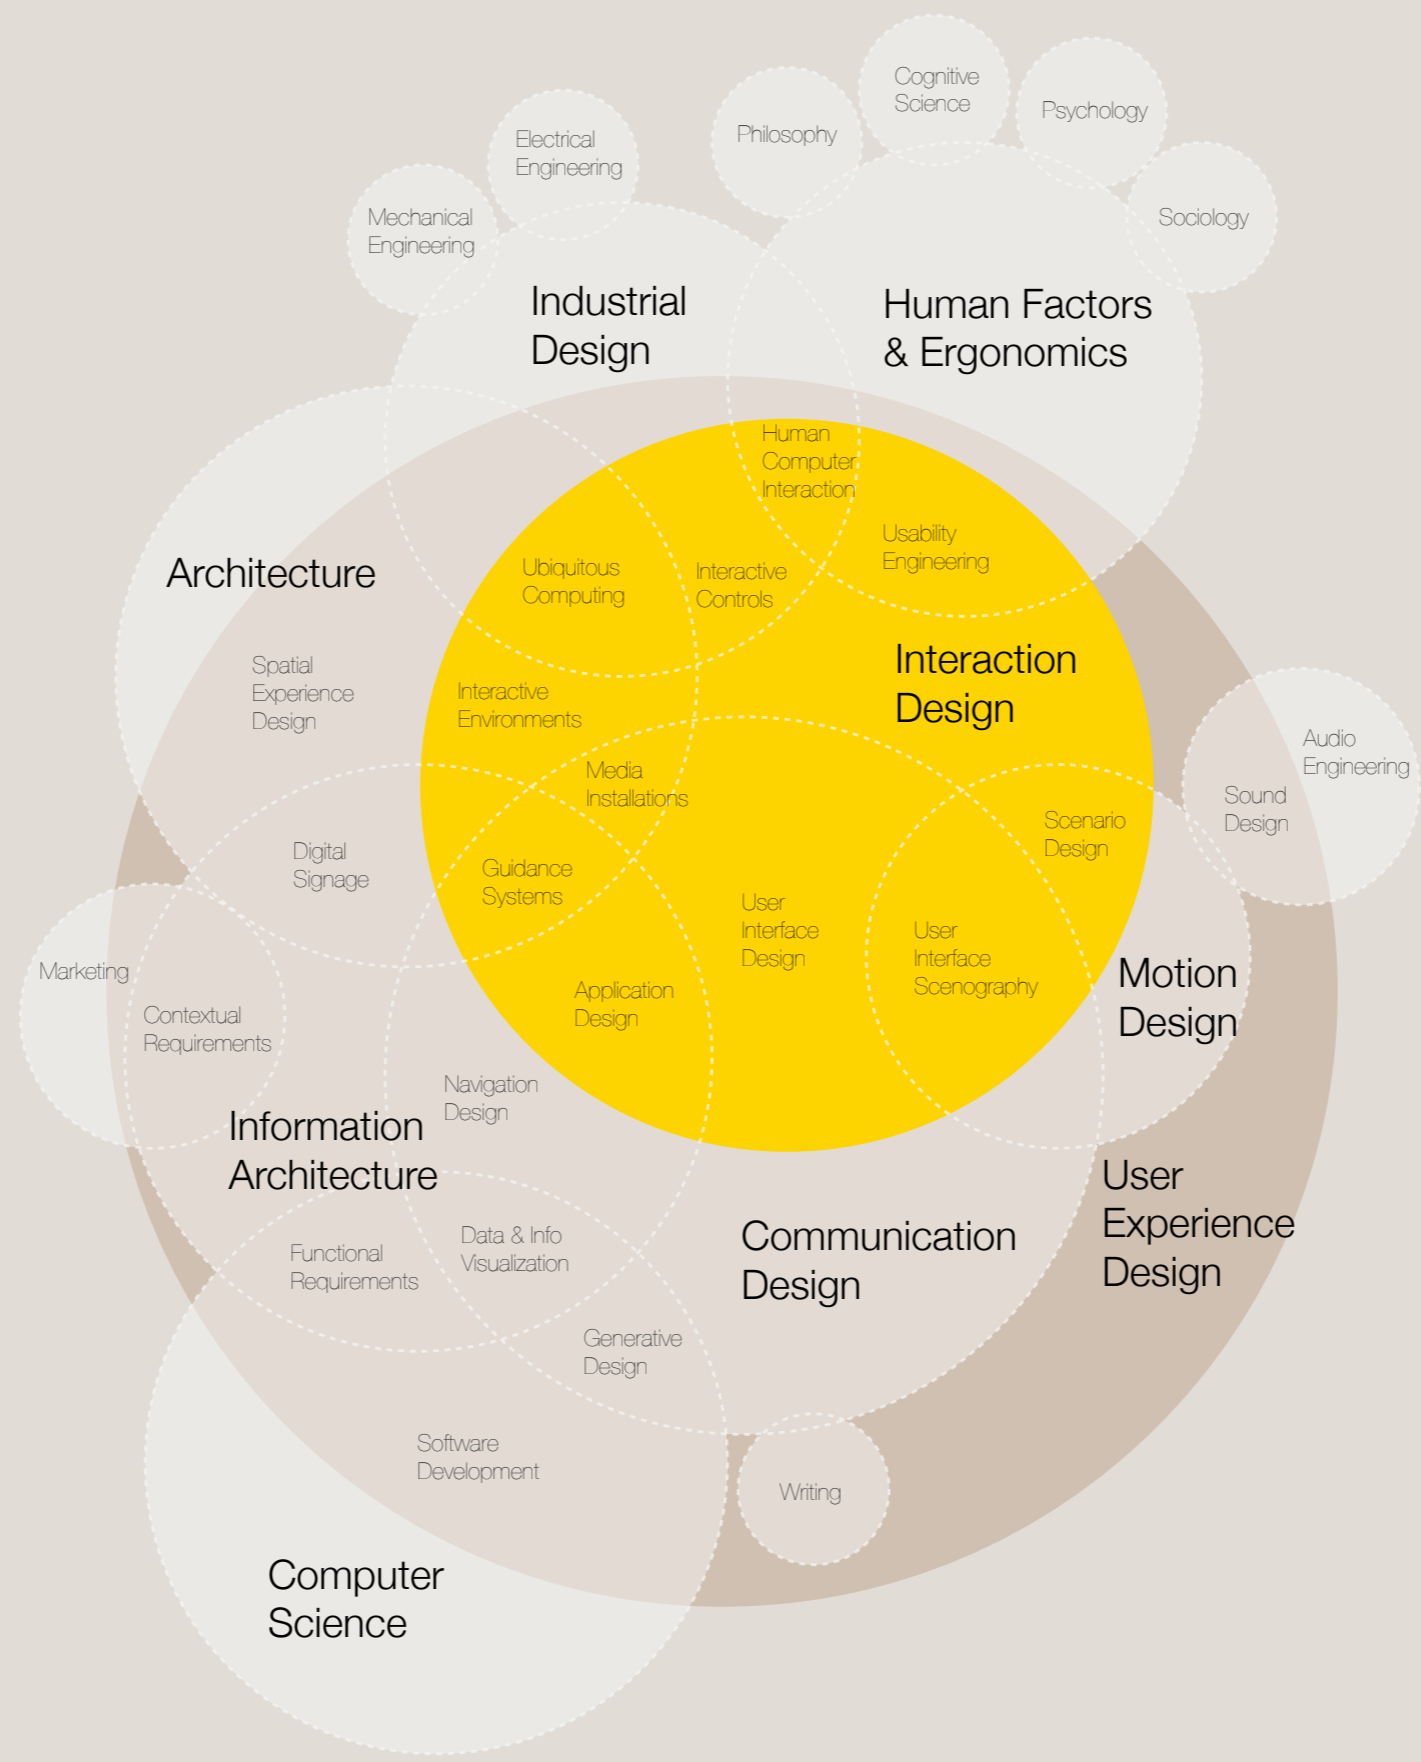 Cognitive
Science
Psychology
Philosophy
Electrical
Engineering
Mechanical
Engineering
Sociology
Industrial
Design
Human Factors
& Ergonomics
Human
Computer
Interaction
Usability
Engineering
Architecture
Ubiquitous
Computing
Interactive
Controls
Interaction
Design
Spatial
Experience
Design
Interactive
Environments
Media
Installations
Audio
Engineering
Sound
Design
Scenario
Design
Digital
Signage
Guidance
Systems
User
Interface
Design
User
Interface
Scenography
Motion
Design
Marketing
Contextual
Requirements
Application
Design
Navigation
Design
Information
Architecture
User
Experience
Design
Functional
Requirements
Data & Info
Visualization
Communication
Design
Generative
Design
Software
Development
Writing
Computer
Science